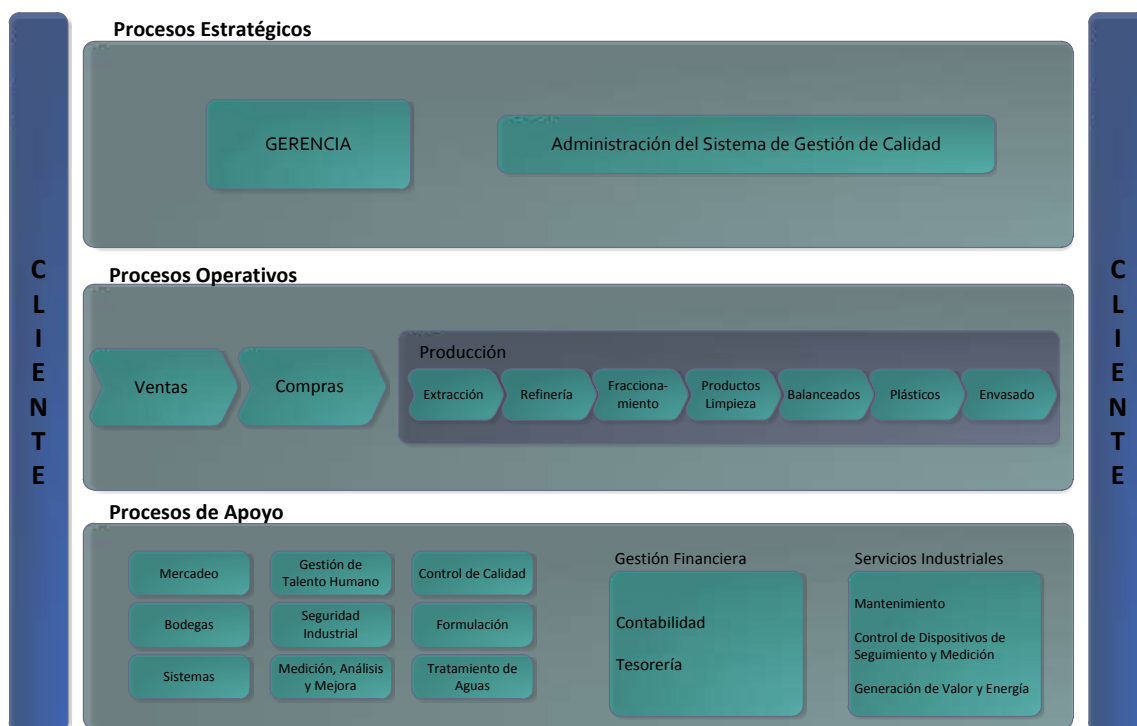 Procesos Estratégicos
GERENCIA
Administración del Sistema de Gestión de Calidad
C
L
I
E
N
T
E
Procesos Operativos
Ventas
Compras
Producción
Extracción
Refinería
Fracciona-
miento
Productos
Limpieza
Balanceados
Plásticos
Envasado
Procesos de Apoyo
Mercadeo
Gestión de
Talento Humano
Control de Calidad
Bodegas
Seguridad
Industrial
Formulación
Sistemas
Medición, Análisis
y Mejora
Tratamiento de
Aguas
Gestión Financiera
Contabilidad
Tesorería
Servicios Industriales
Mantenimiento
Control de Dispositivos de
Seguimiento y Medición
Generación de Valor y Energía
C
L
I
E
N
T
E